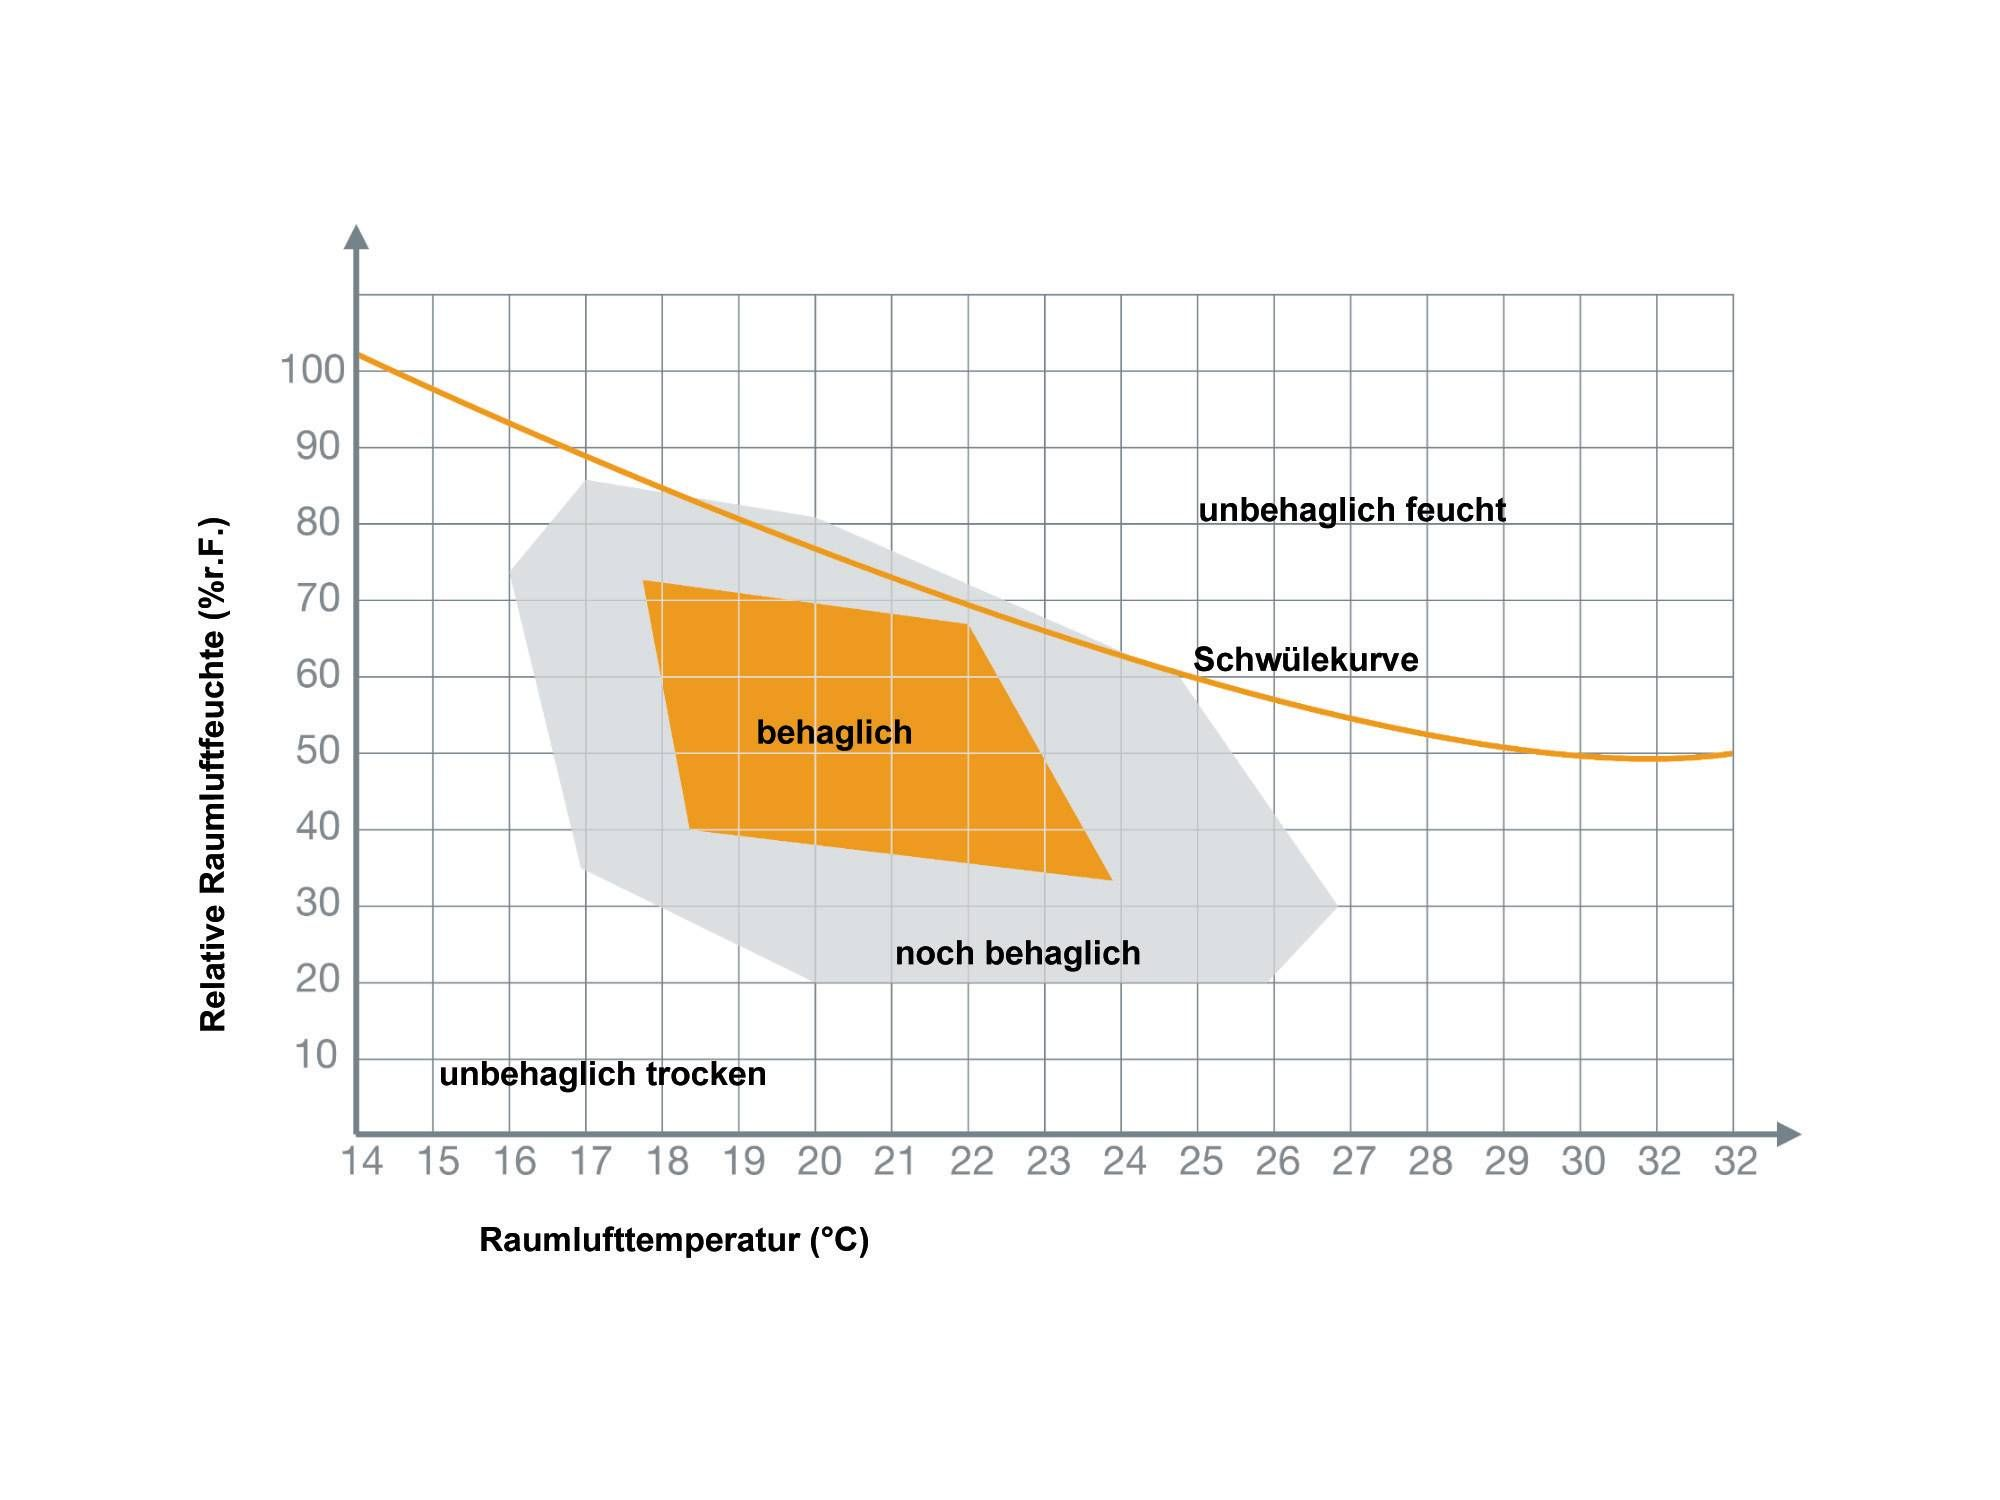 100
90
80
70
60
50
40
30
20
10
Relative Raumluftfeuchte (%r.F.)
unbehaglich feucht
Schwülekurve
behaglich
noch behaglich
unbehaglich trocken
14 15 16 17 18 19 20 21 22 23 24 25 26 27 28 29 30 32 32
Raumlufttemperatur (°C)